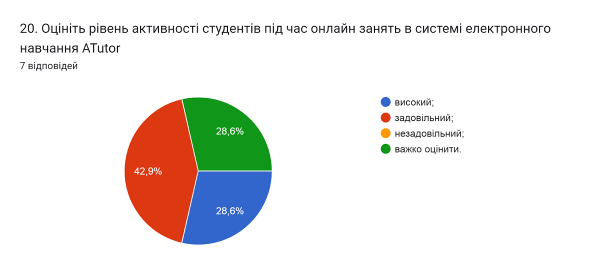 20. Оцініть рівень активності студентів під час онлайн занять в системі електронного
навчання ATutor
7 відповідей
високий;
задовільний;
незадовільний;
важко оцінити.
28,6%
42,9%
28,6%